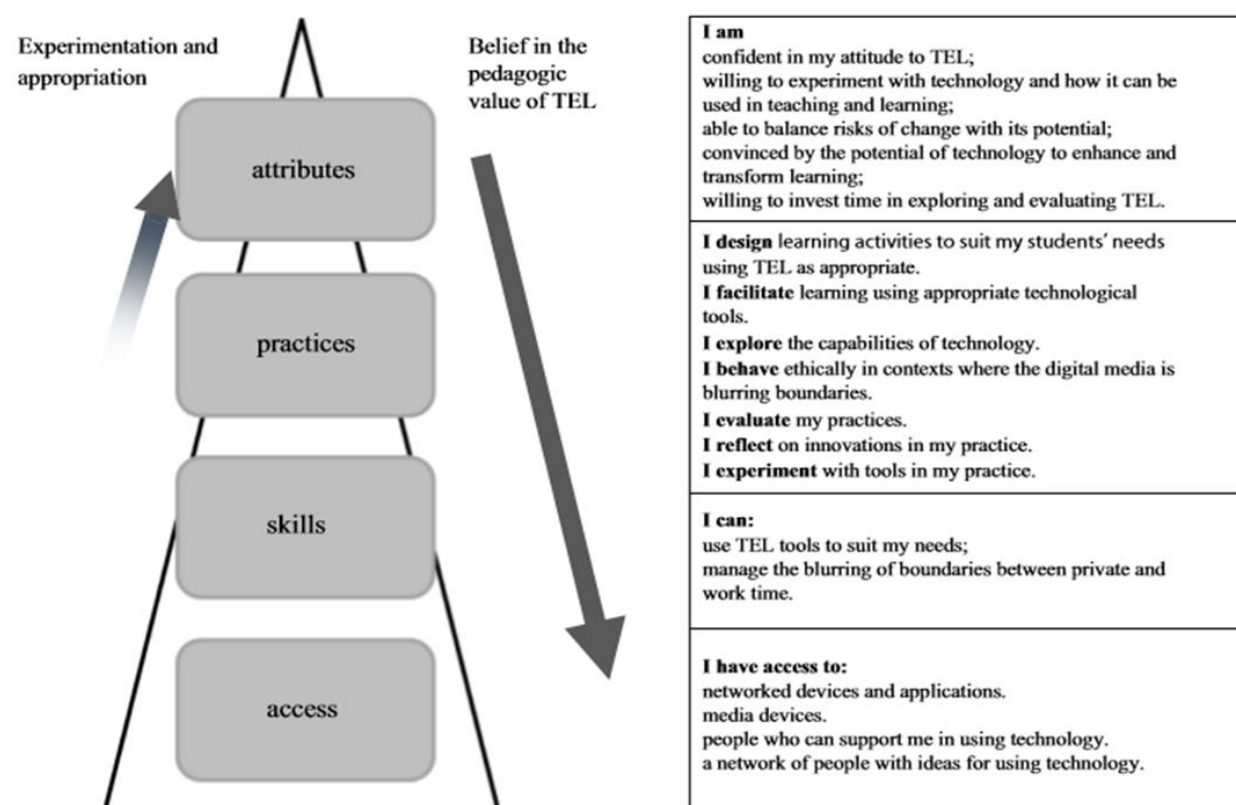 Experimentation and
appropriation
Belief in the
pedagogic
value of TEL
attributes
practices
skills
access
I am
confident in my attitude to TEL;
willing to experiment with technology and how it can be
used in teaching and learning;
able to balance risks of change with its potential;
convinced by the potential of technology to enhance and
transform learning;
willing to invest time in exploring and evaluating TEL.
I design learning activities to suit my students’ needs
using TEL as appropriate.
I facilitate learning using appropriate technological
tools.
I explore the capabilities of technology.
I behave ethically in contexts where the digital media is
blurring boundaries.
I evaluate my practices.
I reflect on innovations in my practice.
I experiment with tools in my practice.
I can:
use TEL tools to suit my needs;
manage the blurring of boundaries between private and
work time.
I have access to:
networked devices and applications.
media devices.
people who can support me in using technology.
a network of people with ideas for using technology.